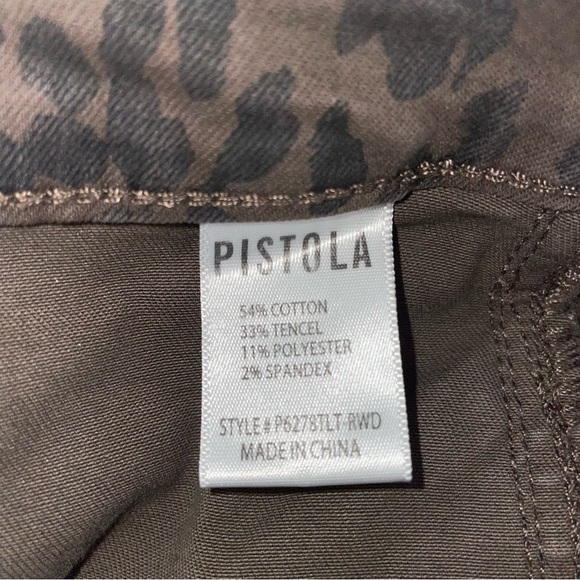 PISTOLA
54% COTTON
33% TENCEL
11% POLYESTER
2% SPANDEX
STYLE# P6278TLT-RWD
MADE IN CHINA